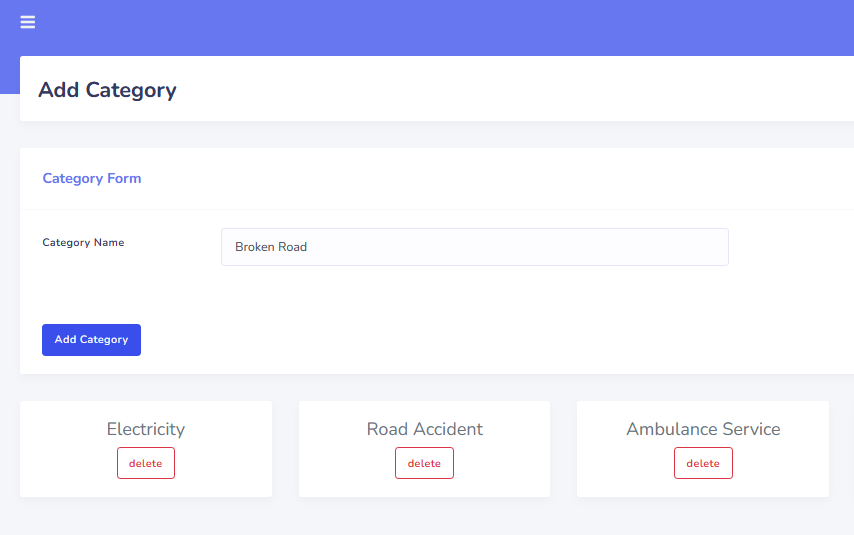 Add Category
Category Form
Category Name
Broken Road
Add Category
Electricity
Road Accident
Ambulance Service
delete
delete
delete